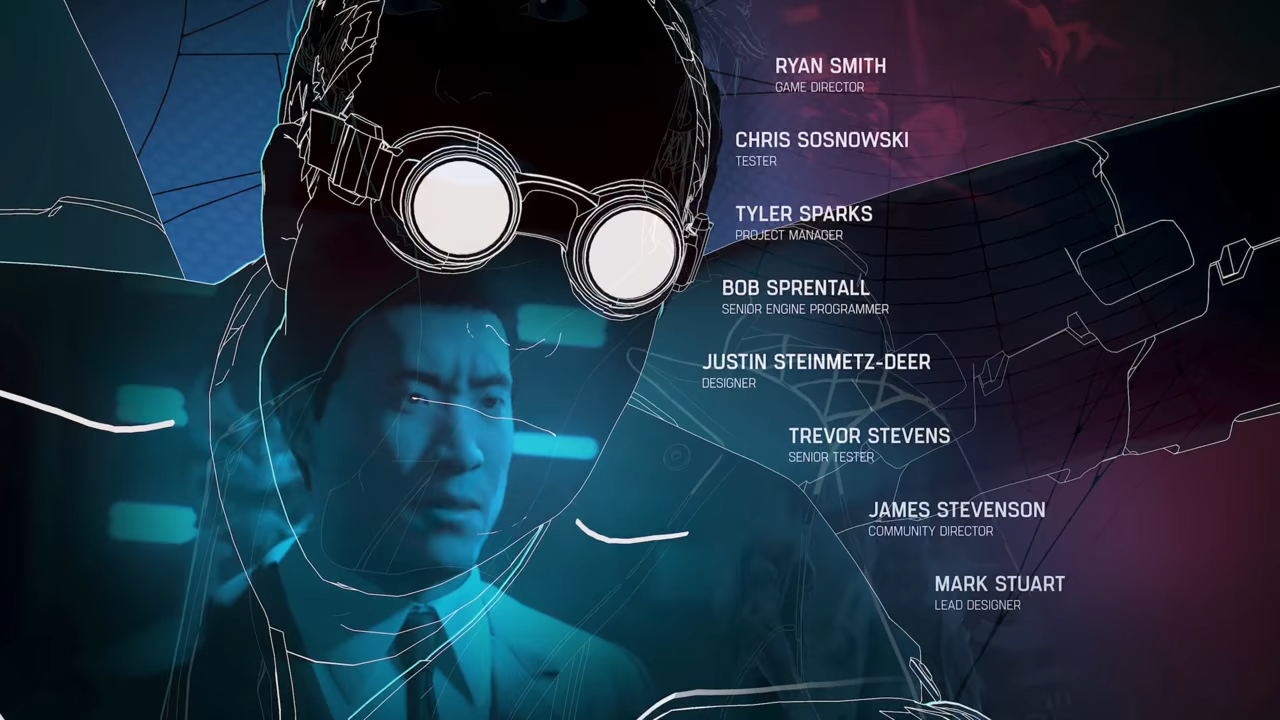 RYAN SMITH
GAME DIRECTOR
CHRIS SOSNOWSKI
TESTER
TYLER SPARKS
PROJECT MANAGER
BOB SPRENTALL
SENIOR ENGINE PROGRAMMER
JUSTIN STEINMETZ-DEER
DESIGNER
TREVOR STEVENS
SENIOR TESTER
JAMES STEVENSON
COMMUNITY DIRECTOR
MARK STUART
LEAD DESIGNER